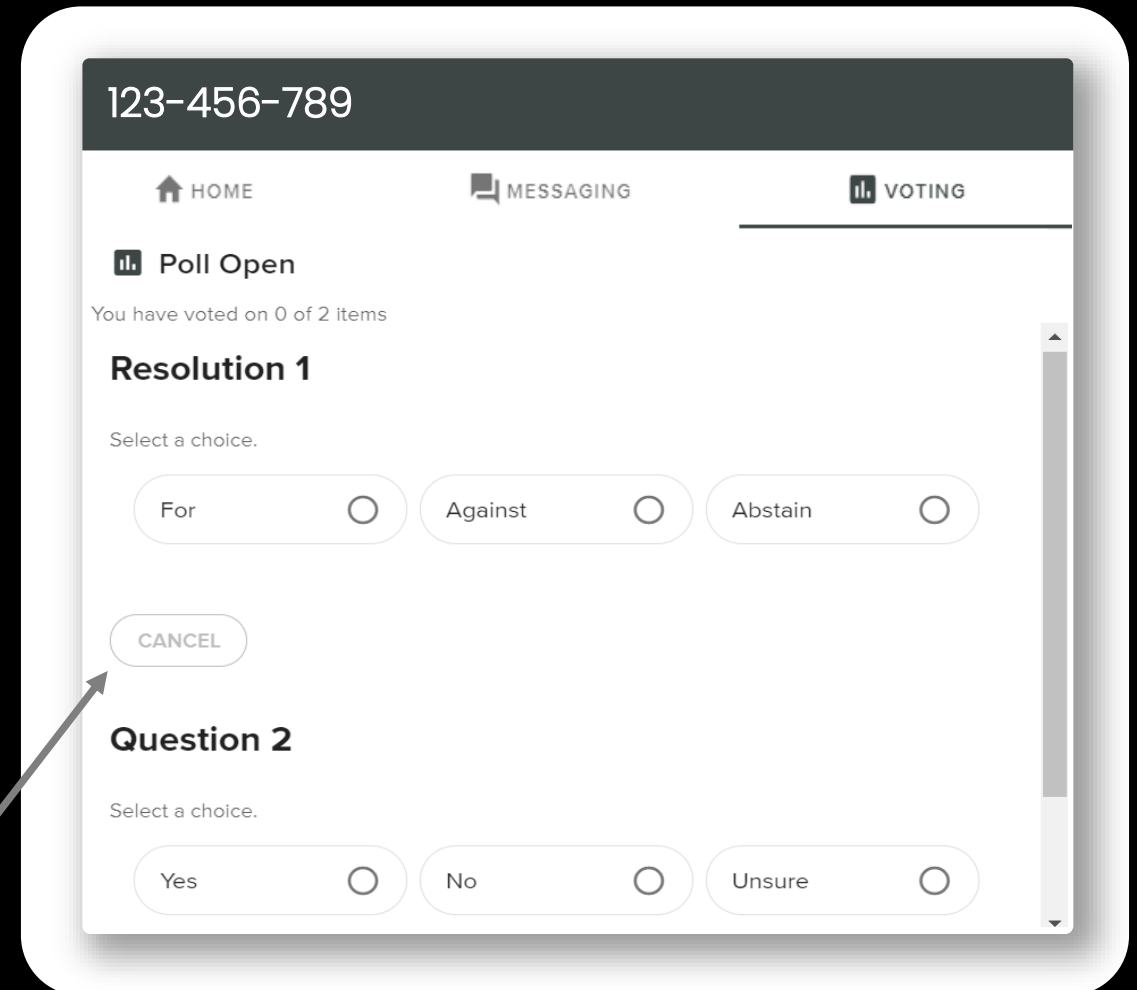 123-456-789
HOME MESSAGING VOTING
Poll Open
You have voted on 0 of 2 items
Resolution 1
Select a choice.
For Against Abstain
CANCEL
Question 2
Select a choice.
Yes No Unsure